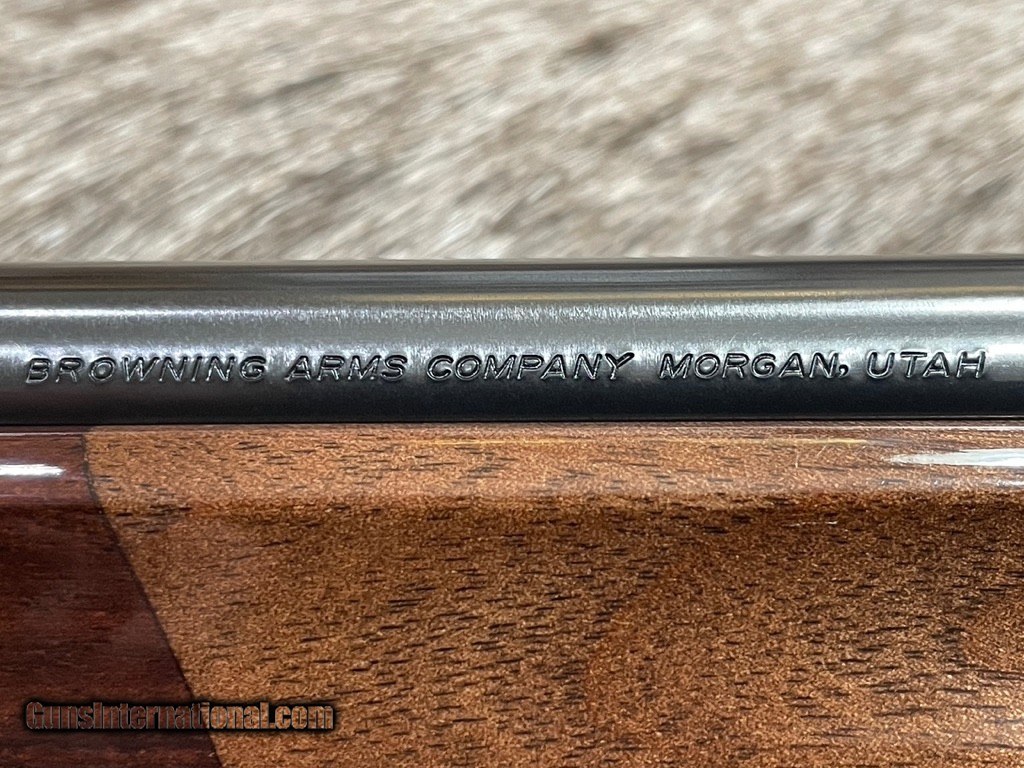 BROWNING ARMS COMPANY MORGAN, UTAH
GunsInternational.com